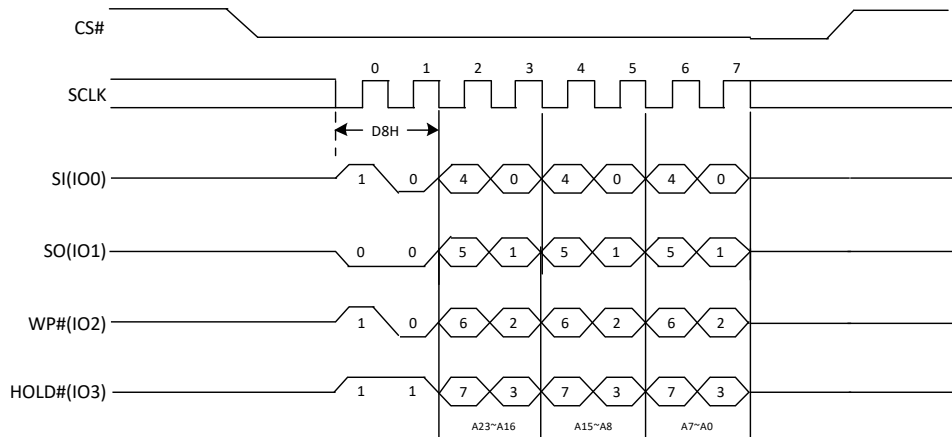 CS#
0 1 2 3 4 5 6 7
SCLK
D8H
SI(IO0) 1 0 4 0 4 0 4 0
SO(IO1) 0 0 5 1 5 1 5 1
WP#(IO2) 1 0 6 2 6 2 6 2
HOLD#(IO3) 1 1 7 3 7 3 7 3
A23~A16 A15~A8 A7~A0